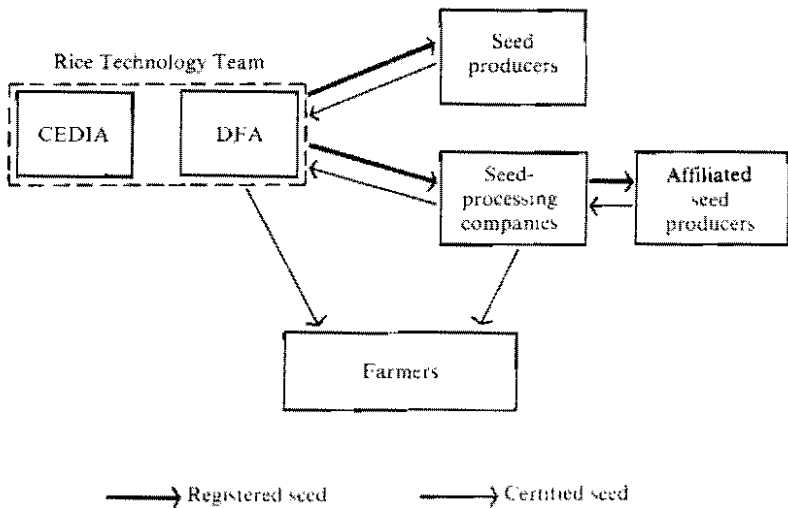 Rice Technology Team
CEDIA
DFA
Seed
producers
Seed-
processing
companies
Affiliated
seed
producers
Farmers
Registered seed
Certified seed